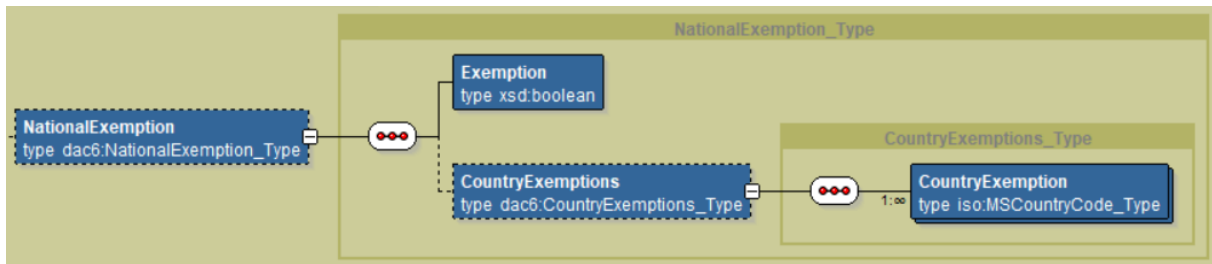 NationalExemption_Type
Exemption
type xsd:boolean
NationalExemption
type dac6:NationalExemption_Type
CountryExemptions_Type
CountryExemptions
type dac6:CountryExemptions_Type
1:∞
CountryExemption
type iso:MSCountryCode_Type